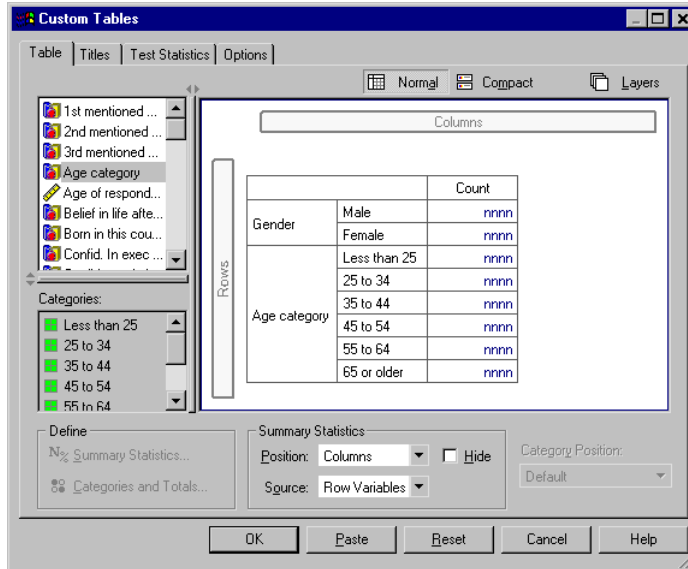 Custom Tables
Table Titles Test Statistics Options
Normal Compact Layers
1st mentioned ...
2nd mentioned ...
3rd mentioned ...
Age category
Age of respond...
Belief in life afte...
Born in this cou...
Confid. In exec ...
Categories:
Less than 25
25 to 34
35 to 44
45 to 54
55 to 64
Columns
Rows
Count
Gender Male nnnn
Female nnnn
Age category Less than 25 nnnn
25 to 34 nnnn
35 to 44 nnnn
45 to 54 nnnn
55 to 64 nnnn
65 or older nnnn
Define
N% Summary Statistics...
Categories and Totals...
Summary Statistics
Position: Columns Hide
Source: Row Variables
Category Position:
Default
OK Paste Reset Cancel Help